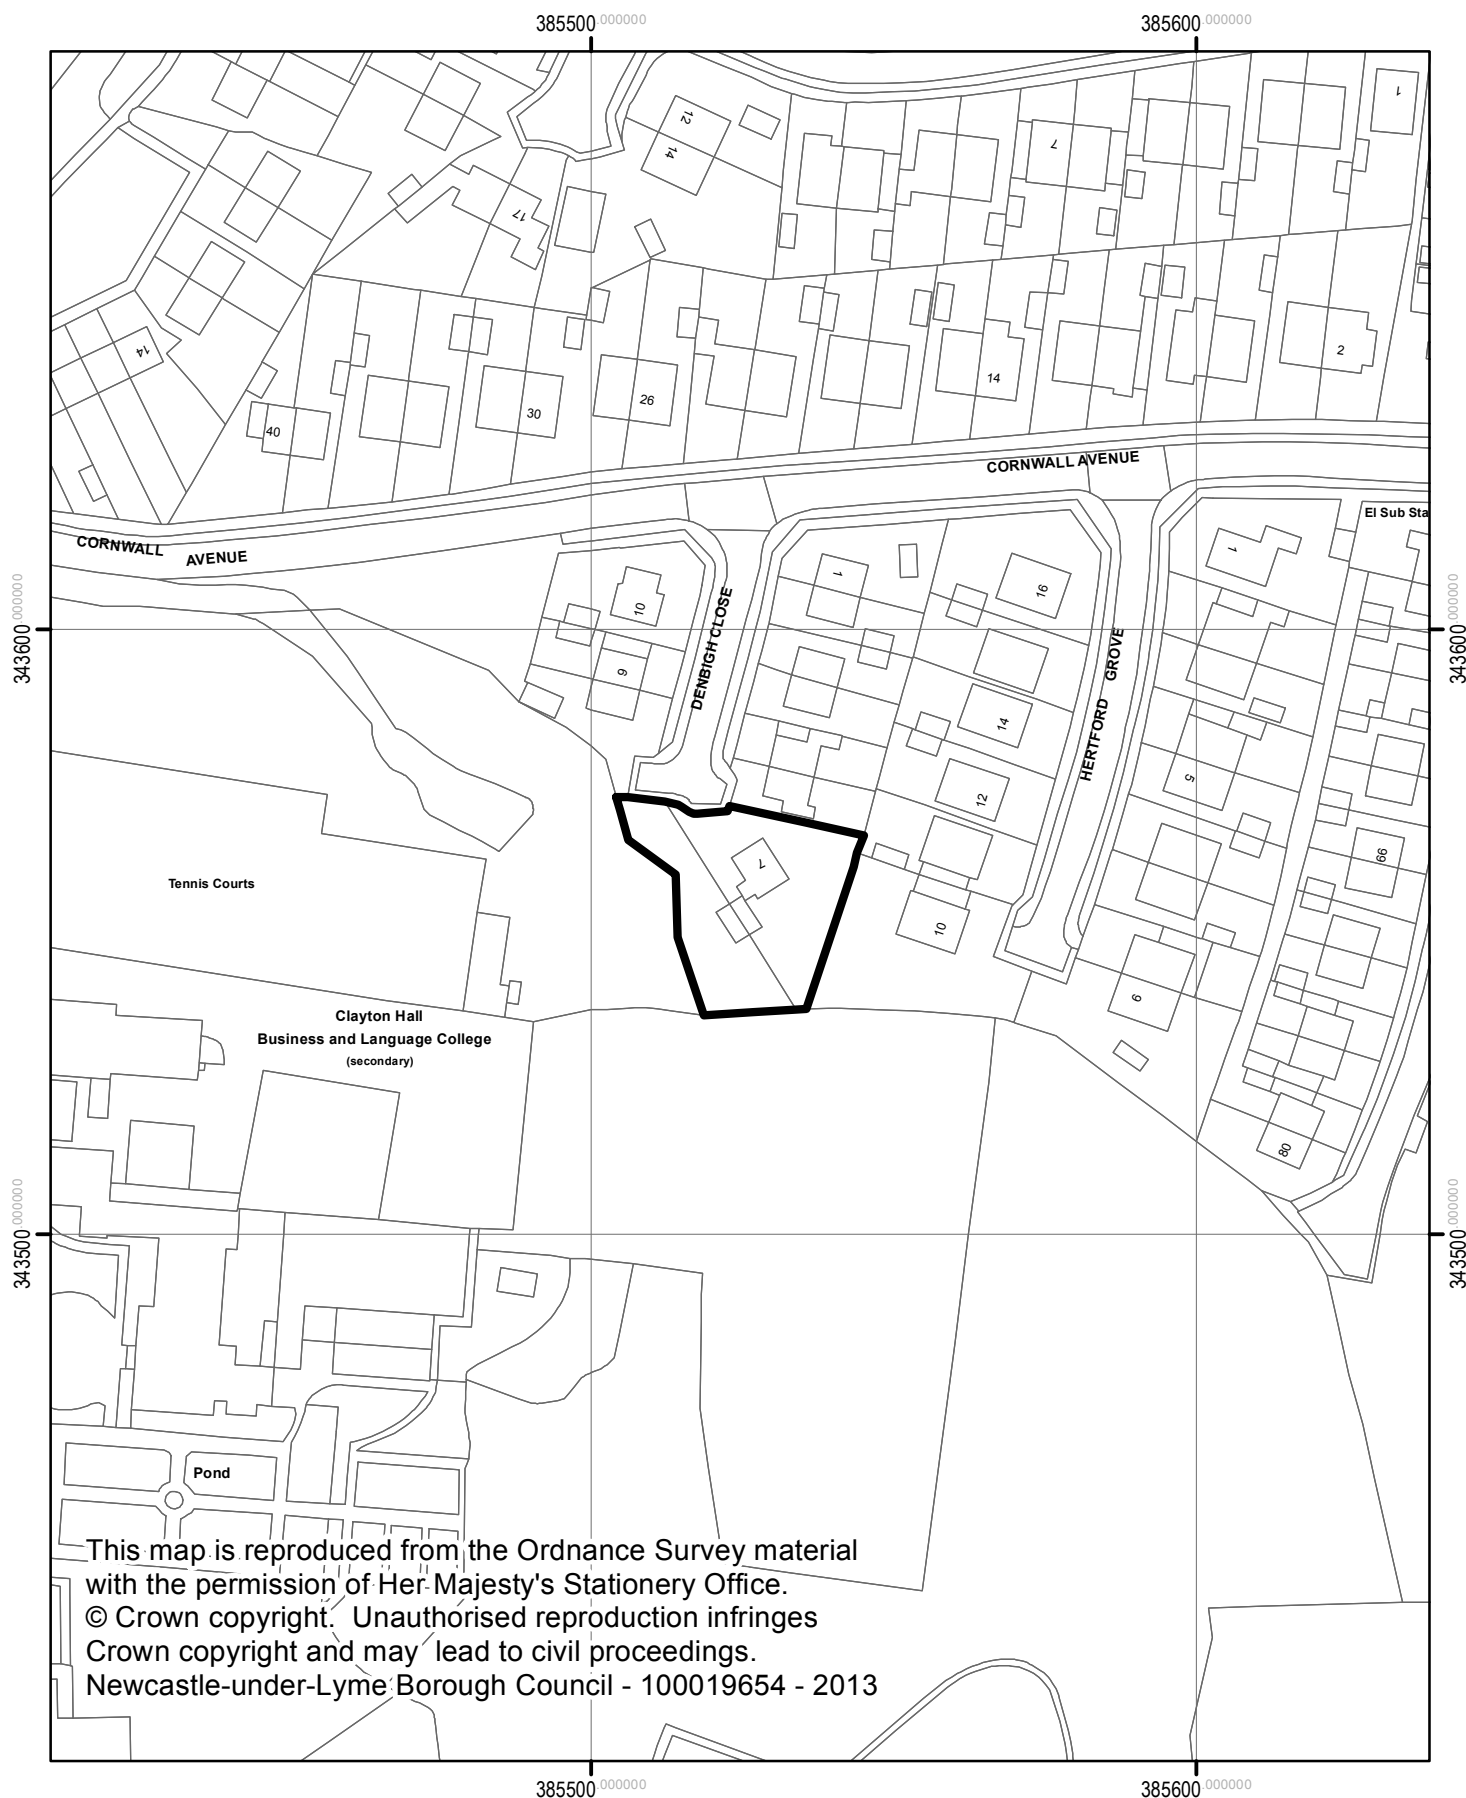 385500.000000
385600.000000
1
12
14
7
17
14
2
14
26
30
40
CORNWALL AVENUE
El Sub Sta
CORNWALL AVENUE
1
1
16
10
DENBIGH CLOSE
343600.000000
343600.000000
GROVE
9
14
HERTFORD
5
12
66
7
Tennis Courts
10
9
Clayton Hall
Business and Language College
(secondary)
80
343500.000000
343500.000000
Pond
This map is reproduced from the Ordnance Survey material
with the permission of Her Majesty's Stationery Office.
© Crown copyright. Unauthorised reproduction infringes
Crown copyright and may lead to civil proceedings.
Newcastle-under-Lyme Borough Council - 100019654 - 2013
385500.000000
385600.000000